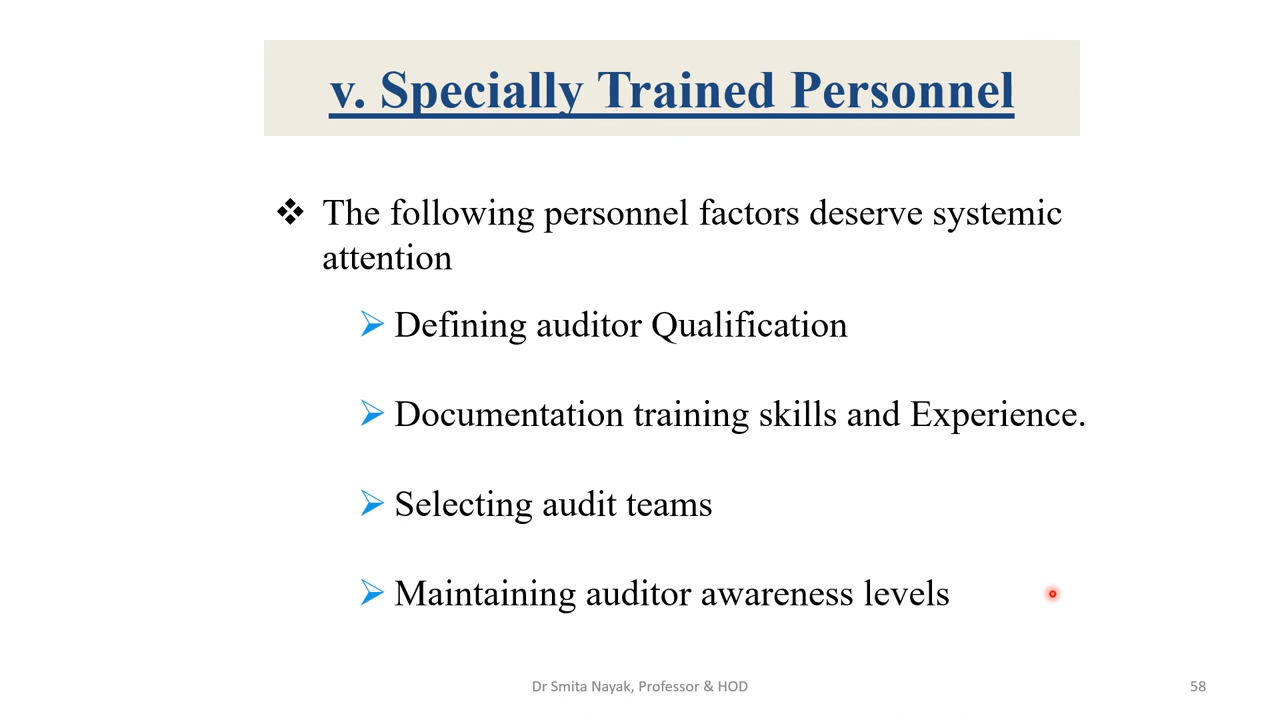 v. Specially Trained Personnel
The following personnel factors deserve systemic
attention
Defining auditor Qualification
Documentation training skills and Experience.
Selecting audit teams
Maintaining auditor awareness levels
Dr Smita Nayak, Professor & HOD
58